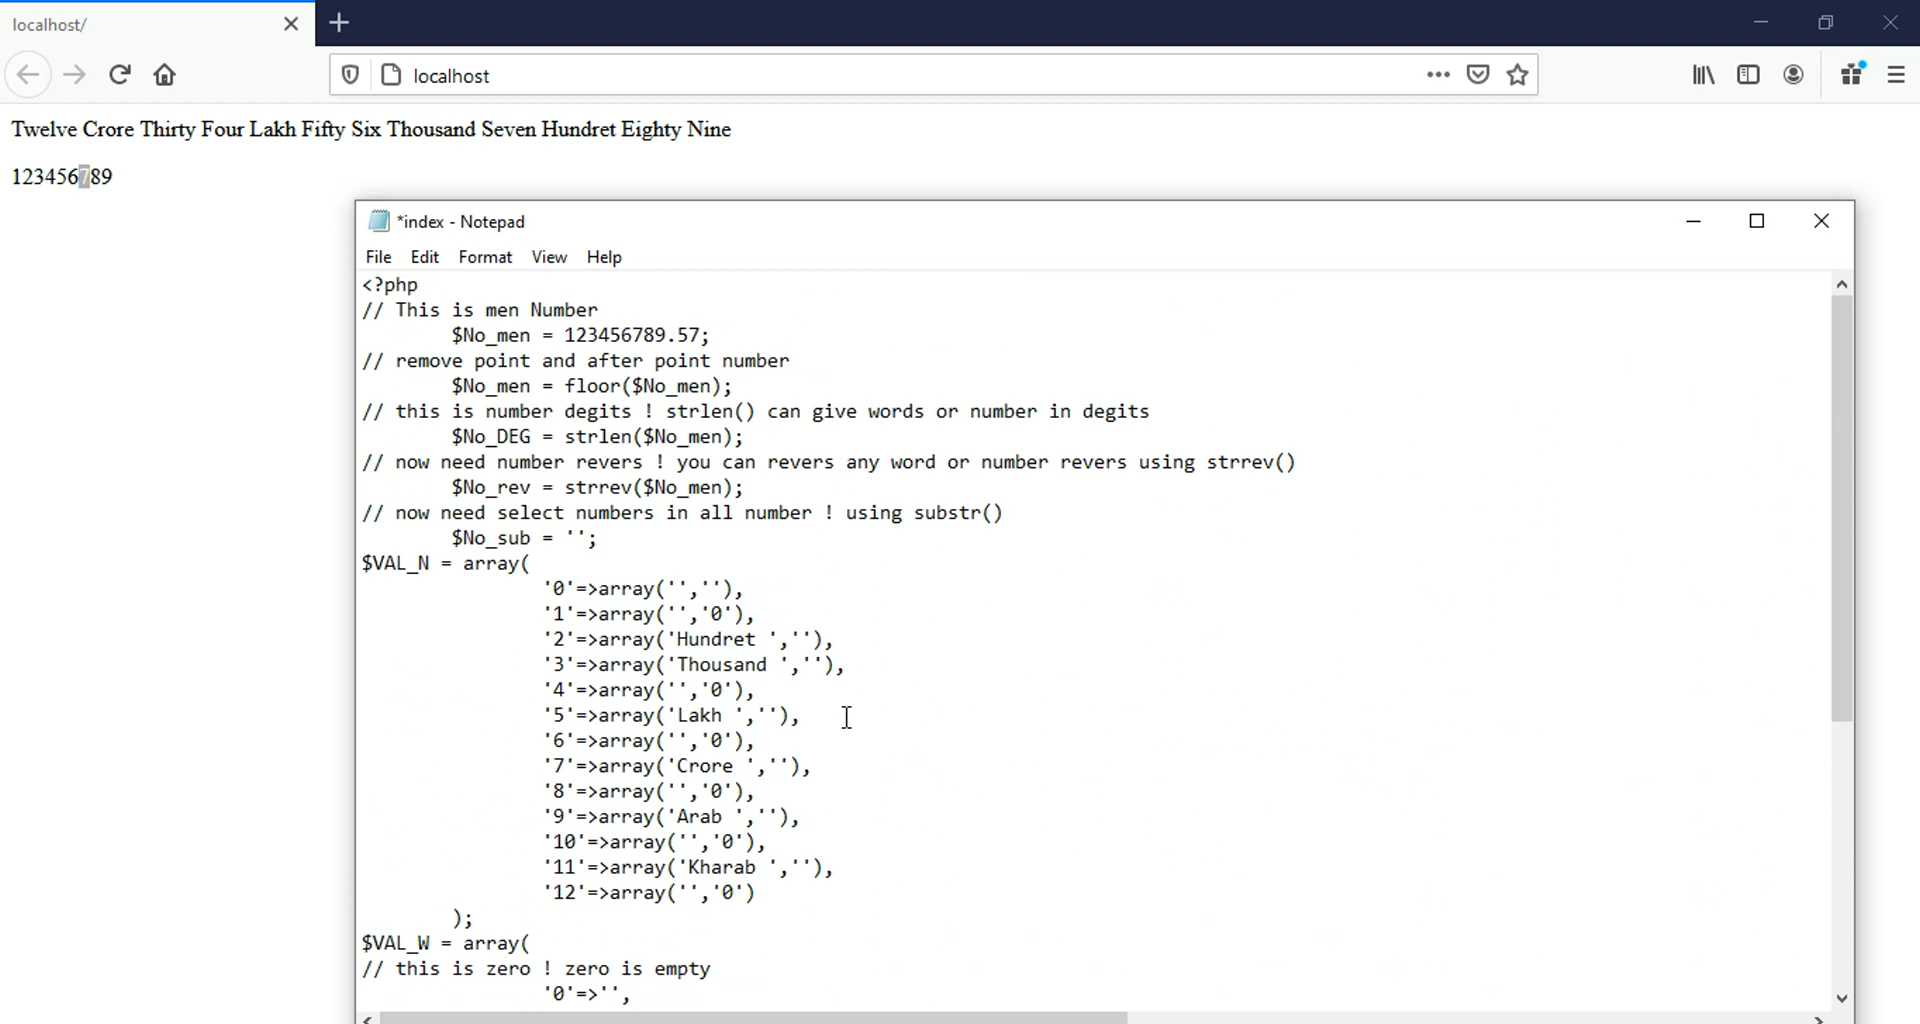 localhost/
localhost
Twelve Crore Thirty Four Lakh Fifty Six Thousand Seven Hundret Eighty Nine
123456789
*index - Notepad
File Edit Format View Help
<?php
// This is men Number
$No_men = 123456789.57;
// remove point and after point number
$No_men = floor($No_men);
// this is number degits ! strlen() can give words or number in degits
$No_DEG = strlen($No_men);
// now need number revers ! you can revers any word or number revers using strrev()
$No_rev = strrev($No_men);
// now need select numbers in all number ! using substr()
$No_sub = '';
$VAL_N = array(
'0'=>array('',''),
'1'=>array('','0'),
'2'=>array('Hundret ',''),
'3'=>array('Thousand ',''),
'4'=>array('','0'),
'5'=>array('Lakh ',''),
'6'=>array('','0'),
'7'=>array('Crore ',''),
'8'=>array('','0'),
'9'=>array('Arab ',''),
'10'=>array('','0'),
'11'=>array('Kharab ',''),
'12'=>array('','0')
);
$VAL_W = array(
// this is zero ! zero is empty
'0'=>'',